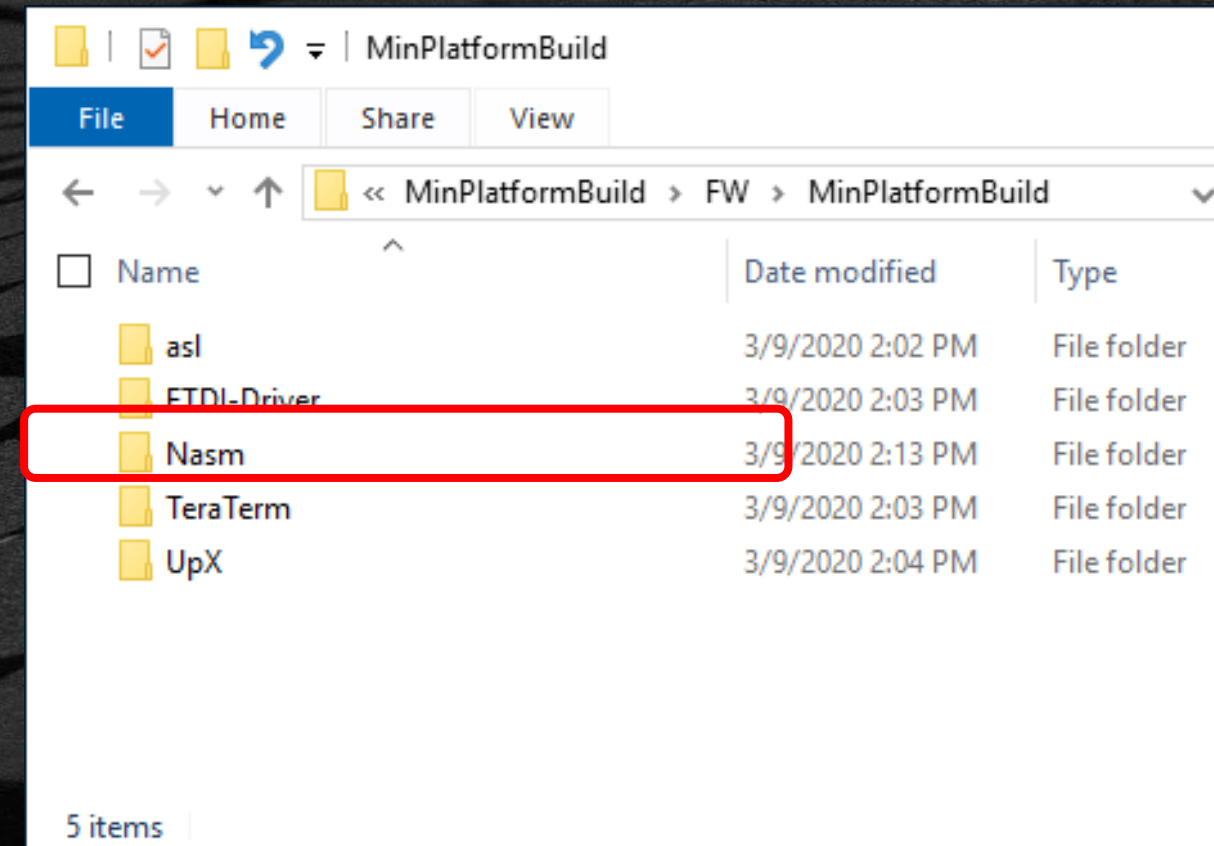 MinPlatformBuild
File Home Share View
« MinPlatformBuild > FW > MinPlatformBuild
Name Date modified Type
asl 3/9/2020 2:02 PM File folder
FTDI-Driver 3/9/2020 2:03 PM File folder
Nasm 3/9/2020 2:13 PM File folder
TeraTerm 3/9/2020 2:03 PM File folder
UpX 3/9/2020 2:04 PM File folder
5 items